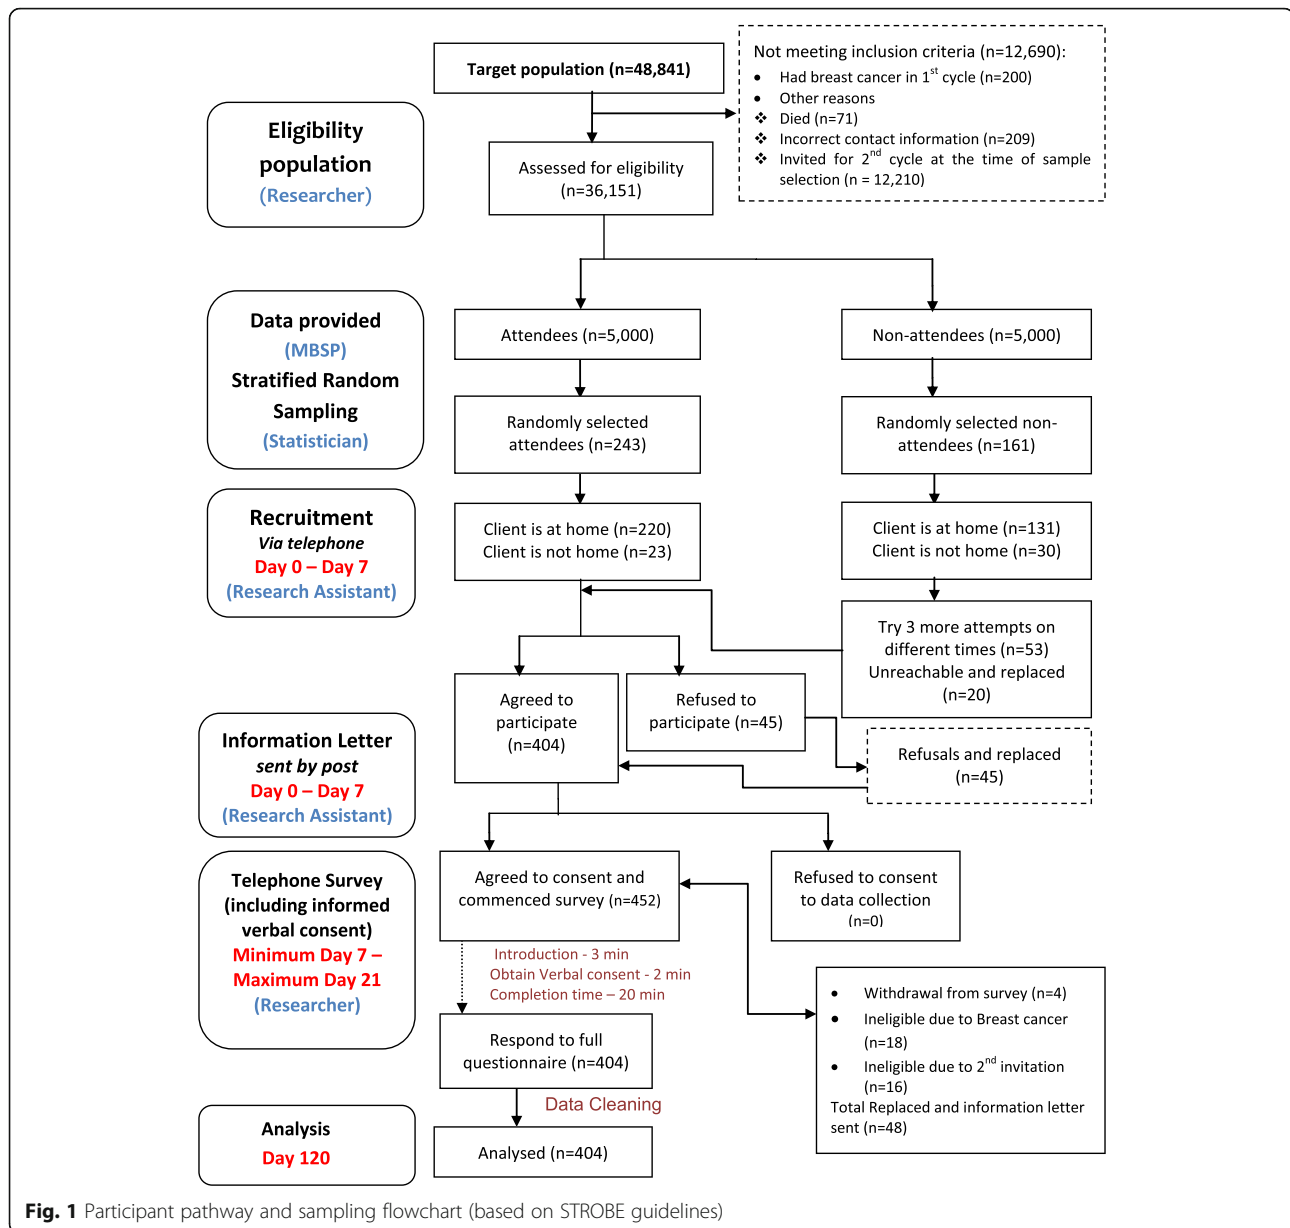 Target population (n=48,841)
Not meeting inclusion criteria (n=12,690):
• Had breast cancer in 1st cycle (n=200)
• Other reasons
❖ Died (n=71)
❖ Incorrect contact information (n=209)
❖ Invited for 2nd cycle at the time of sample
selection (n = 12,210)
Eligibility
population
(Researcher)
Assessed for eligibility
(n=36,151)
Data provided
(MBSP)
Stratified Random
Sampling
(Statistician)
Attendees (n=5,000)
Non-attendees (n=5,000)
Randomly selected
attendees (n=243)
Randomly selected non-
attendees (n=161)
Recruitment
Via telephone
Day 0 – Day 7
(Research Assistant)
Client is at home (n=220)
Client is not home (n=23)
Client is at home (n=131)
Client is not home (n=30)
Try 3 more attempts on
different times (n=53)
Unreachable and replaced
(n=20)
Agreed to
participate
(n=404)
Refused to
participate (n=45)
Refusals and replaced
(n=45)
Information Letter
sent by post
Day 0 – Day 7
(Research Assistant)
Telephone Survey
(including informed
verbal consent)
Minimum Day 7 –
Maximum Day 21
(Researcher)
Agreed to consent and
commenced survey (n=452)
Refused to consent
to data collection
(n=0)
Introduction - 3 min
Obtain Verbal consent - 2 min
Completion time – 20 min
• Withdrawal from survey (n=4)
• Ineligible due to Breast cancer
(n=18)
• Ineligible due to 2nd invitation
(n=16)
Total Replaced and information letter
sent (n=48)
Respond to full
questionnaire (n=404)
Data Cleaning
Analysis
Day 120
Analysed (n=404)
Fig. 1 Participant pathway and sampling flowchart (based on STROBE guidelines)